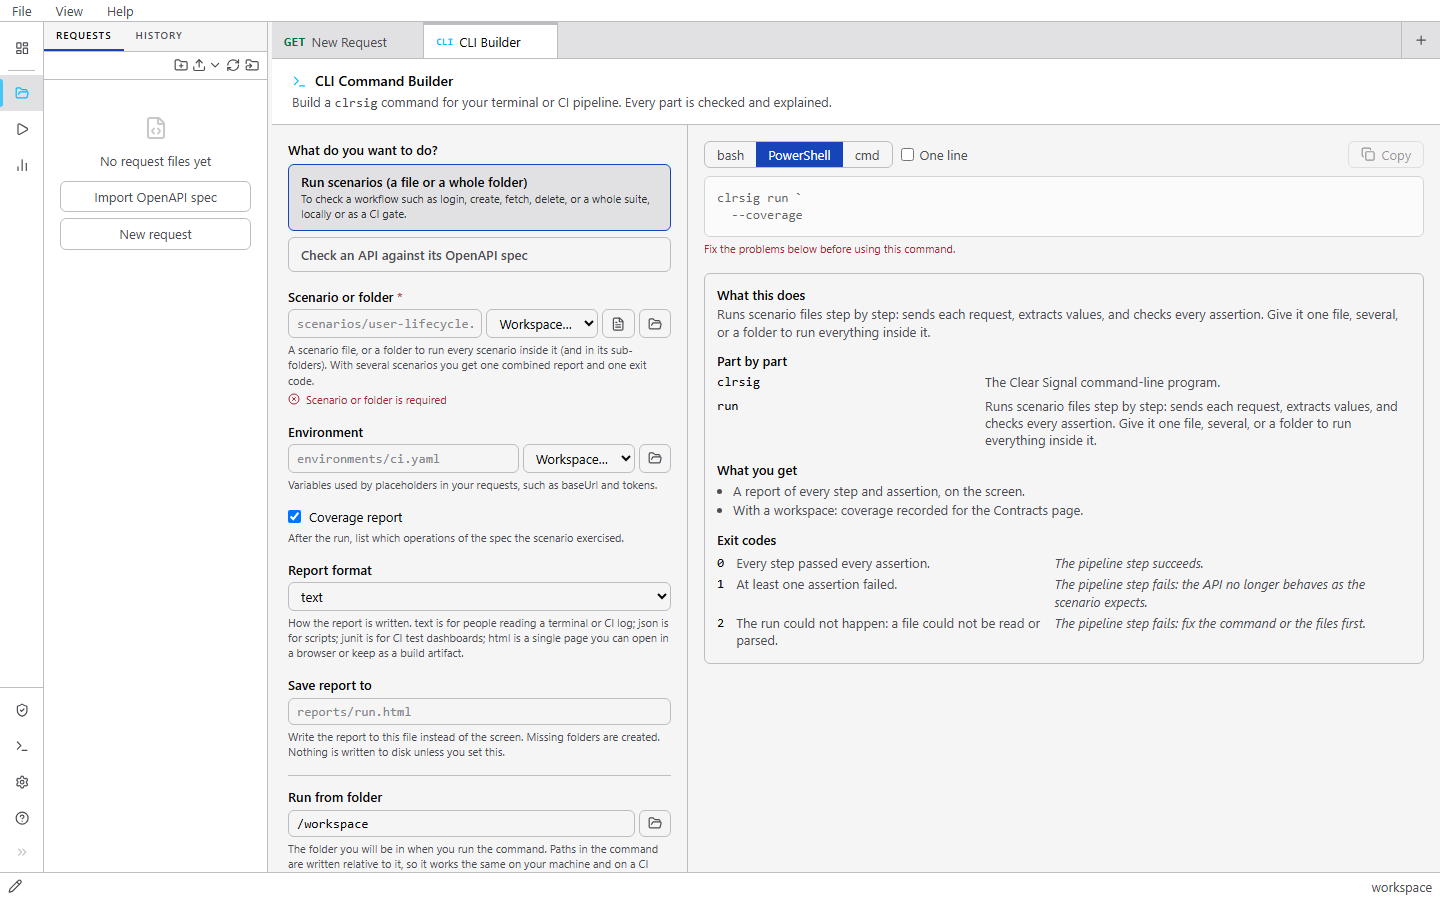 File View Help
REQUESTS HISTORY
GET New Request
CLI CLI Builder
CLI Command Builder
Build a clrsig command for your terminal or CI pipeline. Every part is checked and explained.
No request files yet
Import OpenAPI spec
New request
What do you want to do?
Run scenarios (a file or a whole folder)
To check a workflow such as login, create, fetch, delete, or a whole suite,
locally or as a CI gate.
Check an API against its OpenAPI spec
Scenario or folder *
scenarios/user-lifecycle. Workspace...
A scenario file, or a folder to run every scenario inside it (and in its sub-
folders). With several scenarios you get one combined report and one exit
code.
Scenario or folder is required
Environment
environments/ci.yaml Workspace...
Variables used by placeholders in your requests, such as baseUrl and tokens.
Coverage report
After the run, list which operations of the spec the scenario exercised.
Report format
text
How the report is written. text is for people reading a terminal or CI log; json is
for scripts; junit is for CI test dashboards; html is a single page you can open in
a browser or keep as a build artifact.
Save report to
reports/run.html
Write the report to this file instead of the screen. Missing folders are created.
Nothing is written to disk unless you set this.
Run from folder
/workspace
The folder you will be in when you run the command. Paths in the command
are written relative to it, so it works the same on your machine and on a CI
bash PowerShell cmd One line Copy
clrsig run `
--coverage
Fix the problems below before using this command.
What this does
Runs scenario files step by step: sends each request, extracts values, and checks every assertion. Give it one file, several,
or a folder to run everything inside it.
Part by part
clrsig The Clear Signal command-line program.
run Runs scenario files step by step: sends each request, extracts values, and
checks every assertion. Give it one file, several, or a folder to run
everything inside it.
What you get
• A report of every step and assertion, on the screen.
• With a workspace: coverage recorded for the Contracts page.
Exit codes
0 Every step passed every assertion. The pipeline step succeeds.
1 At least one assertion failed. The pipeline step fails: the API no longer behaves as the
scenario expects.
2 The run could not happen: a file could not be read or The pipeline step fails: fix the command or the files first.
parsed.
workspace